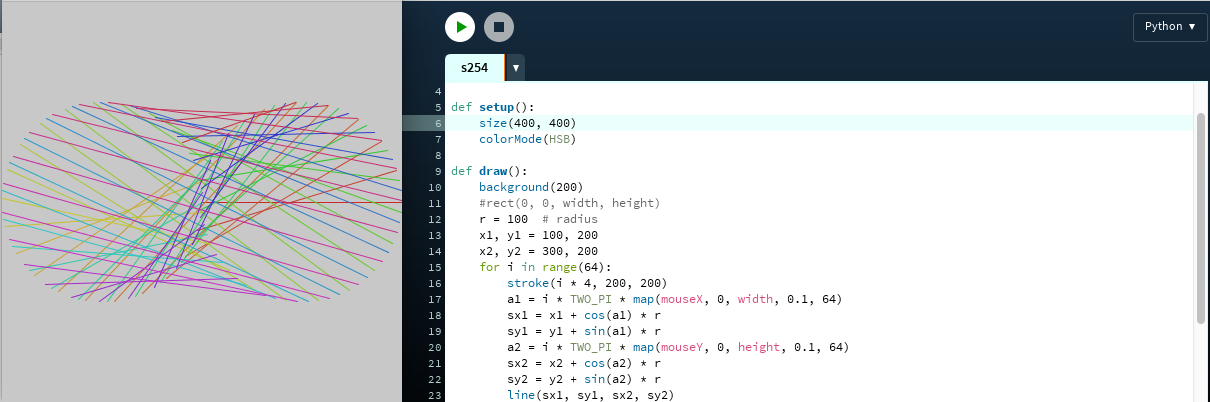 Python ▼
s254 ▼
4
5 def setup():
6     size(400, 400)
7     colorMode(HSB)
8
9 def draw():
10     background(200)
11     #rect(0, 0, width, height)
12     r = 100  # radius
13     x1, y1 = 100, 200
14     x2, y2 = 300, 200
15     for i in range(64):
16         stroke(i * 4, 200, 200)
17         a1 = i * TWO_PI * map(mouseX, 0, width, 0.1, 64)
18         sx1 = x1 + cos(a1) * r
19         sy1 = y1 + sin(a1) * r
20         a2 = i * TWO_PI * map(mouseY, 0, height, 0.1, 64)
21         sx2 = x2 + cos(a2) * r
22         sy2 = y2 + sin(a2) * r
23         line(sx1, sy1, sx2, sy2)